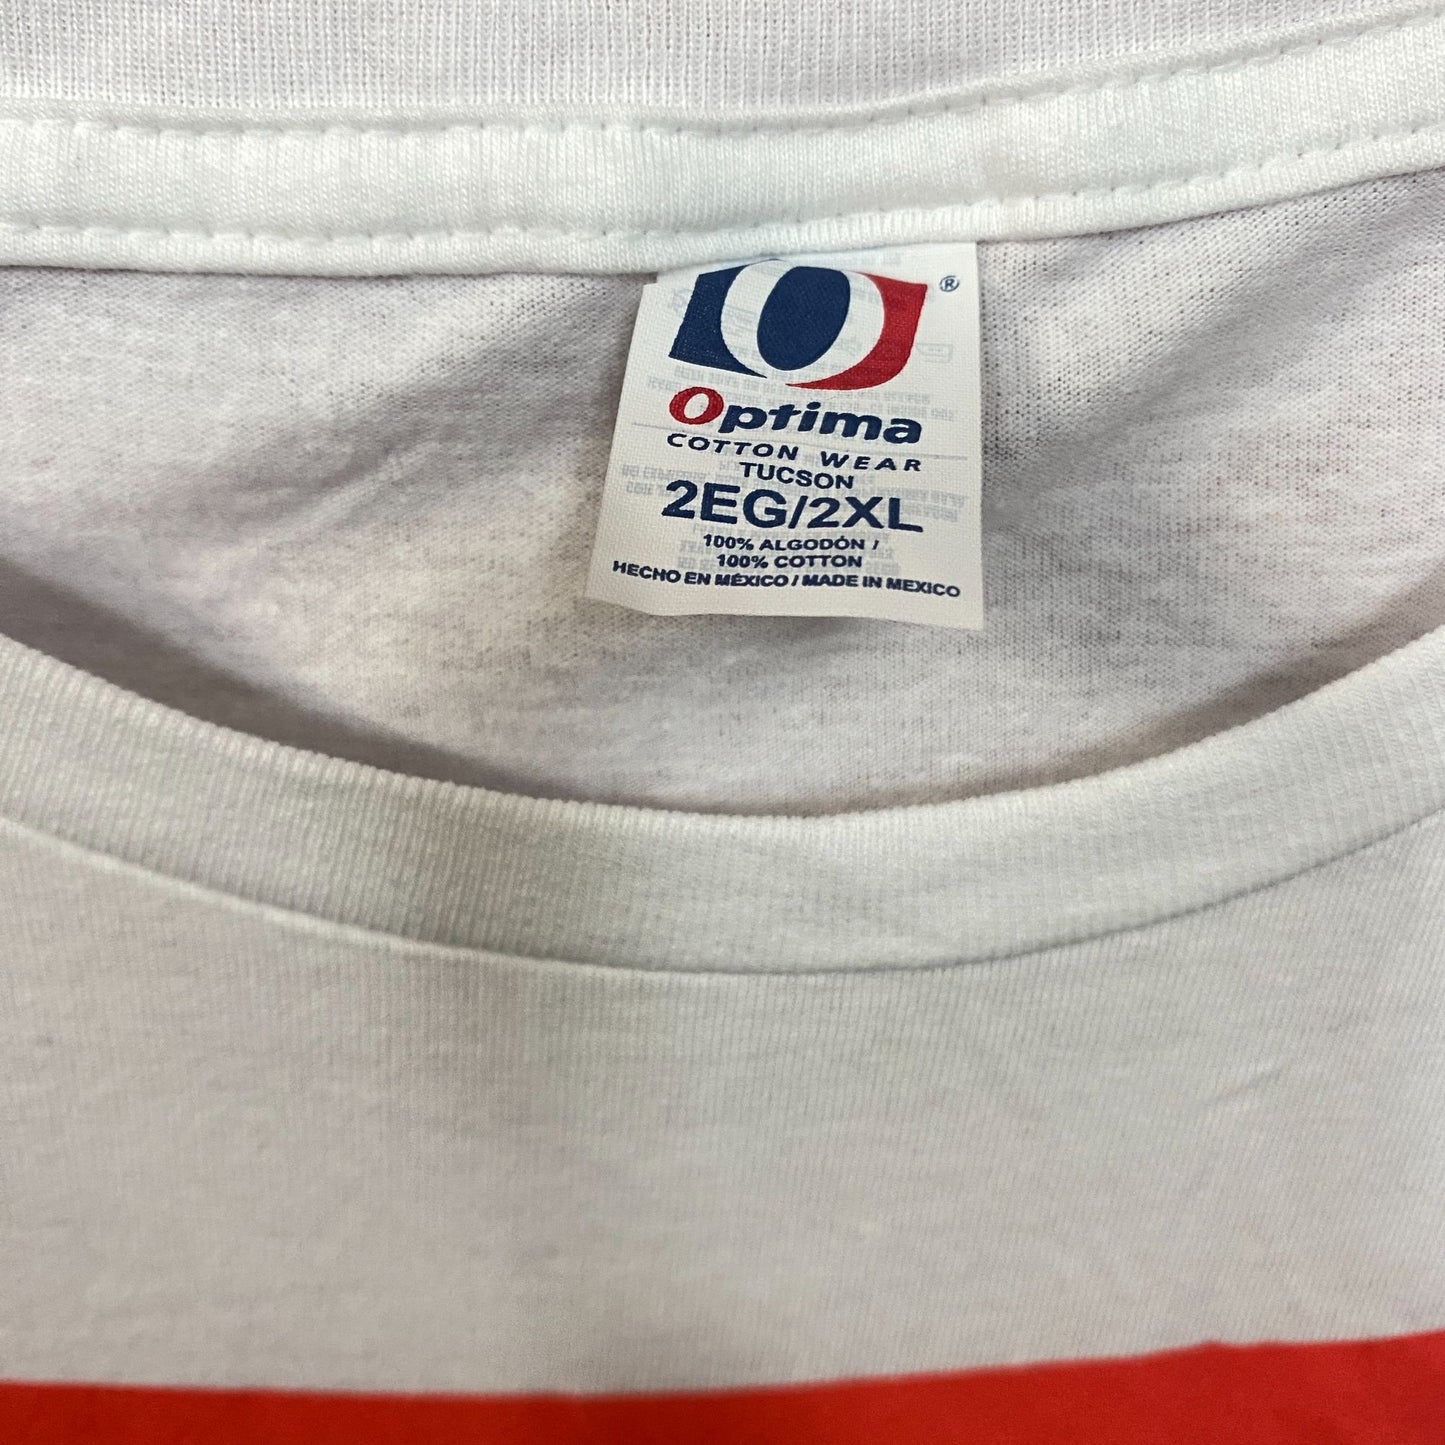 ®
Optima
COTTON WEAR
TUCSON
2EG/2XL
100% ALGODÓN /
100% COTTON
HECHO EN MÉXICO / MADE IN MEXICO